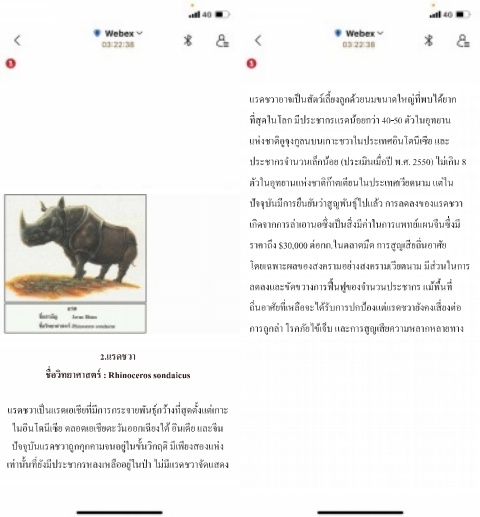 4G
Webex
03:22:38
1
แรด
ชื่อสามัญ Javan Rhino
ชื่อวิทยาศาสตร์ Rhinoceros sondaicus
2.แรดชวา
ชื่อวิทยาศาสตร์ : Rhinoceros sondaicus
แรดชวาเป็นแรดเอเชียที่มีการกระจายพันธุ์กว้างที่สุดตั้งแต่เกาะ
ในอินโดนีเซีย ตลอดเอเชียตะวันออกเฉียงใต้ อินเดีย และจีน
ปัจจุบันแรดชวาถูกคุกคามจนอยู่ในขั้นวิกฤติ มีเพียงสองแห่ง
เท่านั้นที่ยังมีประชากรหลงเหลืออยู่ในป่า ไม่มีแรดชวาจัดแสดง
4G
Webex
03:22:38
1
แรดชวาอาจเป็นสัตว์เลี้ยงลูกด้วยนมขนาดใหญ่ที่พบได้ยาก
ที่สุดในโลก มีประชากรแรดน้อยกว่า 40-50 ตัวในอุทยาน
แห่งชาติอูจุงกูลนบนเกาะชวาในประเทศอินโดนีเซีย และ
ประชากรจำนวนเล็กน้อย (ประเมินเมื่อปี พ.ศ. 2550) ไม่เกิน 8
ตัวในอุทยานแห่งชาติก๊าตเตียนในประเทศเวียดนาม แต่ใน
ปัจจุบันมีการยืนยันว่าสูญพันธุ์ไปแล้ว การลดลงของแรดชวา
เกิดจากการล่าเอานอซึ่งเป็นสิ่งมีค่าในการแพทย์แผนจีนซึ่งมี
ราคาถึง $30,000 ต่อกก.ในตลาดมืด การสูญเสียถิ่นอาศัย
โดยเฉพาะผลของสงครามอย่างสงครามเวียดนาม มีส่วนในการ
ลดลงและขัดขวางการฟื้นฟูของจำนวนประชากร แม้พื้นที่
ถิ่นอาศัยที่เหลือจะได้รับการปกป้องแต่แรดชวายังคงเสี่ยงต่อ
การถูกล่า โรคภัยไข้เจ็บ และการสูญเสียความหลากหลายทาง